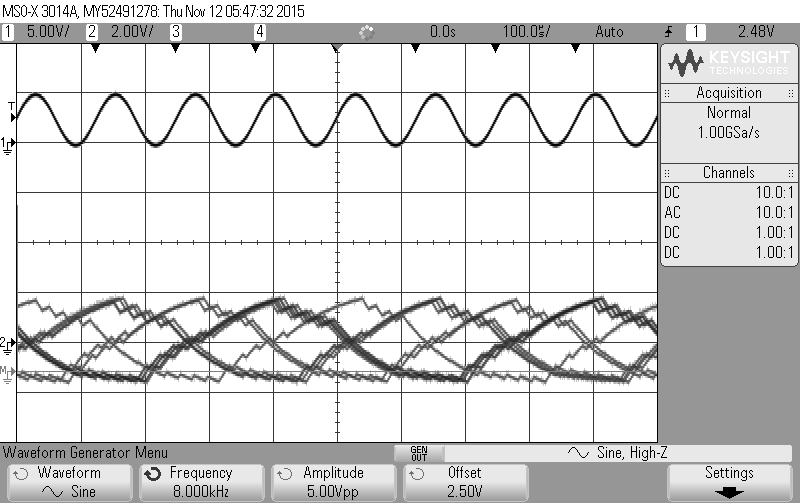 MSO-X 3014A, MY52491278: Thu Nov 12 05:47:32 2015
1 5.00V/ 2 2.00V/ 3 4 0.0s 100.0µs/ Auto 1 2.48V
KEYSIGHT
TECHNOLOGIES
Acquisition
Normal
1.00GSa/s
Channels
DC 10.0:1
AC 10.0:1
DC 1.00:1
DC 1.00:1
T
1
2
M
Waveform Generator Menu
GEN
OUT
Sine, High-Z
Waveform
Sine
Frequency
8.000kHz
Amplitude
5.00Vpp
Offset
2.50V
Settings